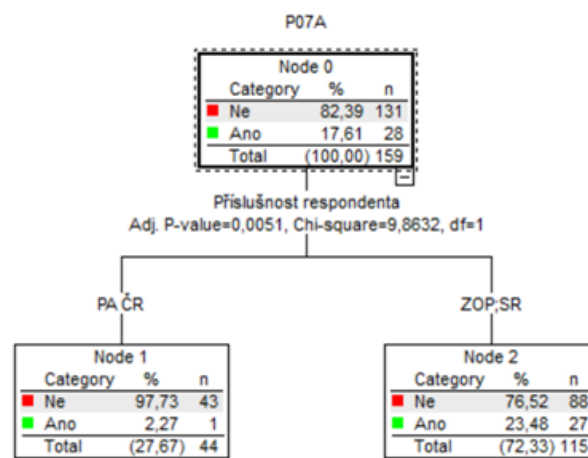 P07A
Node 0
Category % n
Ne 82,39 131
Ano 17,61 28
Total (100,00) 159
Příslušnost respondenta
Adj. P-value=0,0051, Chi-square=9,8632, df=1
PA ČR
ZOP;SR
Node 1
Category % n
Ne 97,73 43
Ano 2,27 1
Total (27,67) 44
Node 2
Category % n
Ne 76,52 88
Ano 23,48 27
Total (72,33) 115